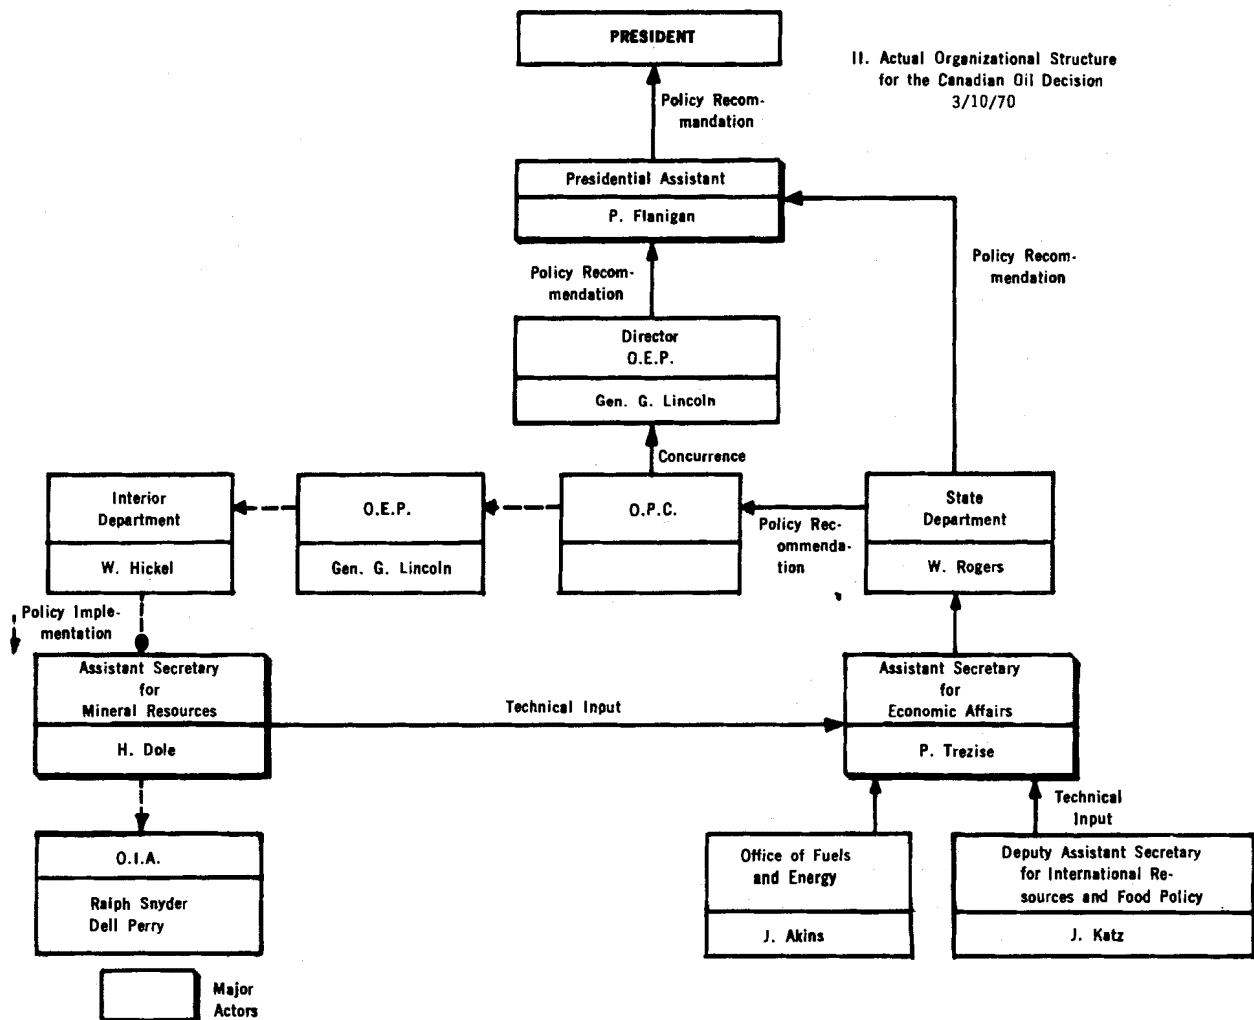 PRESIDENT
II. Actual Organizational Structure
for the Canadian Oil Decision
3/10/70
Policy Recom-
mandation
Presidential Assistant
P. Flanigan
Policy Recom-
mendation
Policy Recom-
mendation
Director
O.E.P.
Gen. G. Lincoln
Concurrence
Interior
Department
W. Hickel
O.E.P.
Gen. G. Lincoln
O.P.C.
Policy Rec-
ommenda-
tion
State
Department
W. Rogers
Policy Imple-
mentation
Assistant Secretary
for
Mineral Resources
H. Dole
Technical Input
Assistant Secretary
for
Economic Affairs
P. Trezise
Technical
Input
O.I.A.
Ralph Snyder
Dell Perry
Office of Fuels
and Energy
J. Akins
Deputy Assistant Secretary
for International Re-
sources and Food Policy
J. Katz
Major
Actors